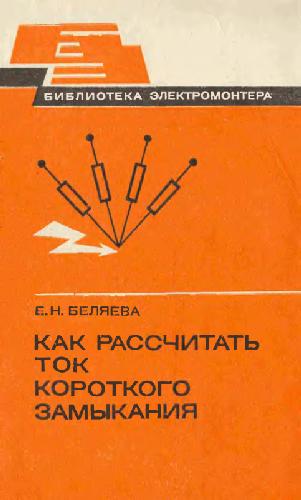 БИБЛИОТЕКА ЭЛЕКТРОМОНТЕРА
Е. Н. БЕЛЯЕВА
КАК РАССЧИТАТЬ
ТОК
КОРОТКОГО
ЗАМЫКАНИЯ